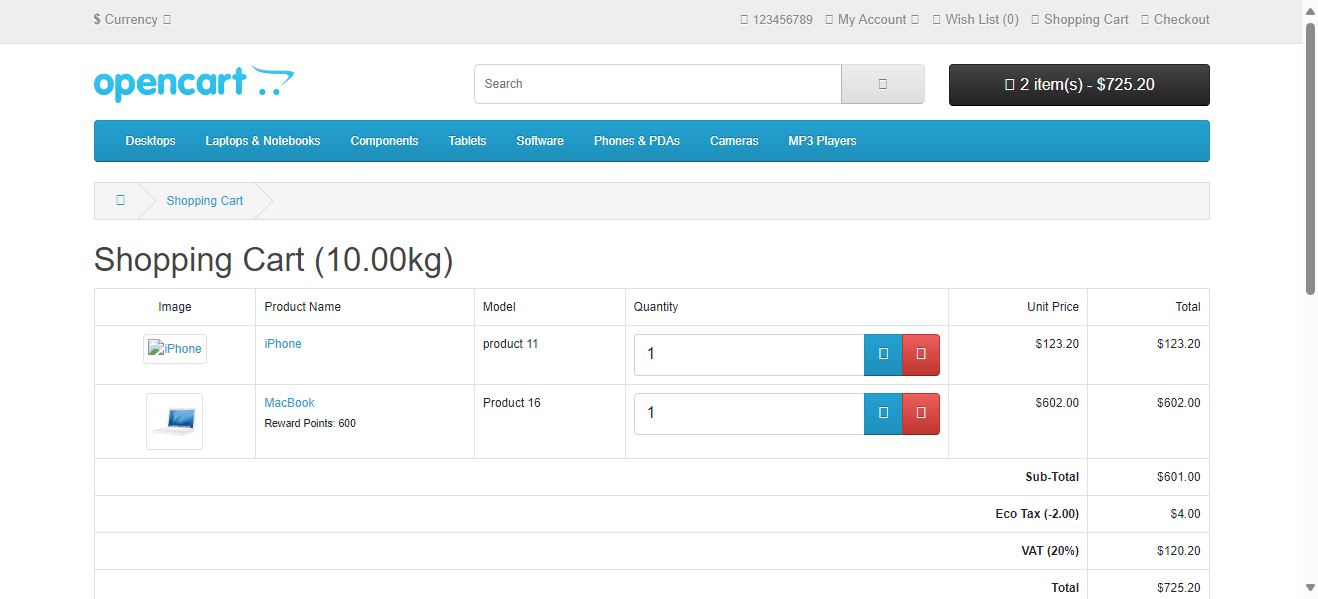 $ Currency
123456789 My Account Wish List (0) Shopping Cart Checkout
opencart
Search
2 item(s) - $725.20
Desktops Laptops & Notebooks Components Tablets Software Phones & PDAs Cameras MP3 Players
Shopping Cart
Shopping Cart (10.00kg)
Image Product Name Model Quantity Unit Price Total
iPhone iPhone product 11 1 $123.20 $123.20
MacBook Product 16 1 $602.00 $602.00
Reward Points: 600
Sub-Total $601.00
Eco Tax (-2.00) $4.00
VAT (20%) $120.20
Total $725.20